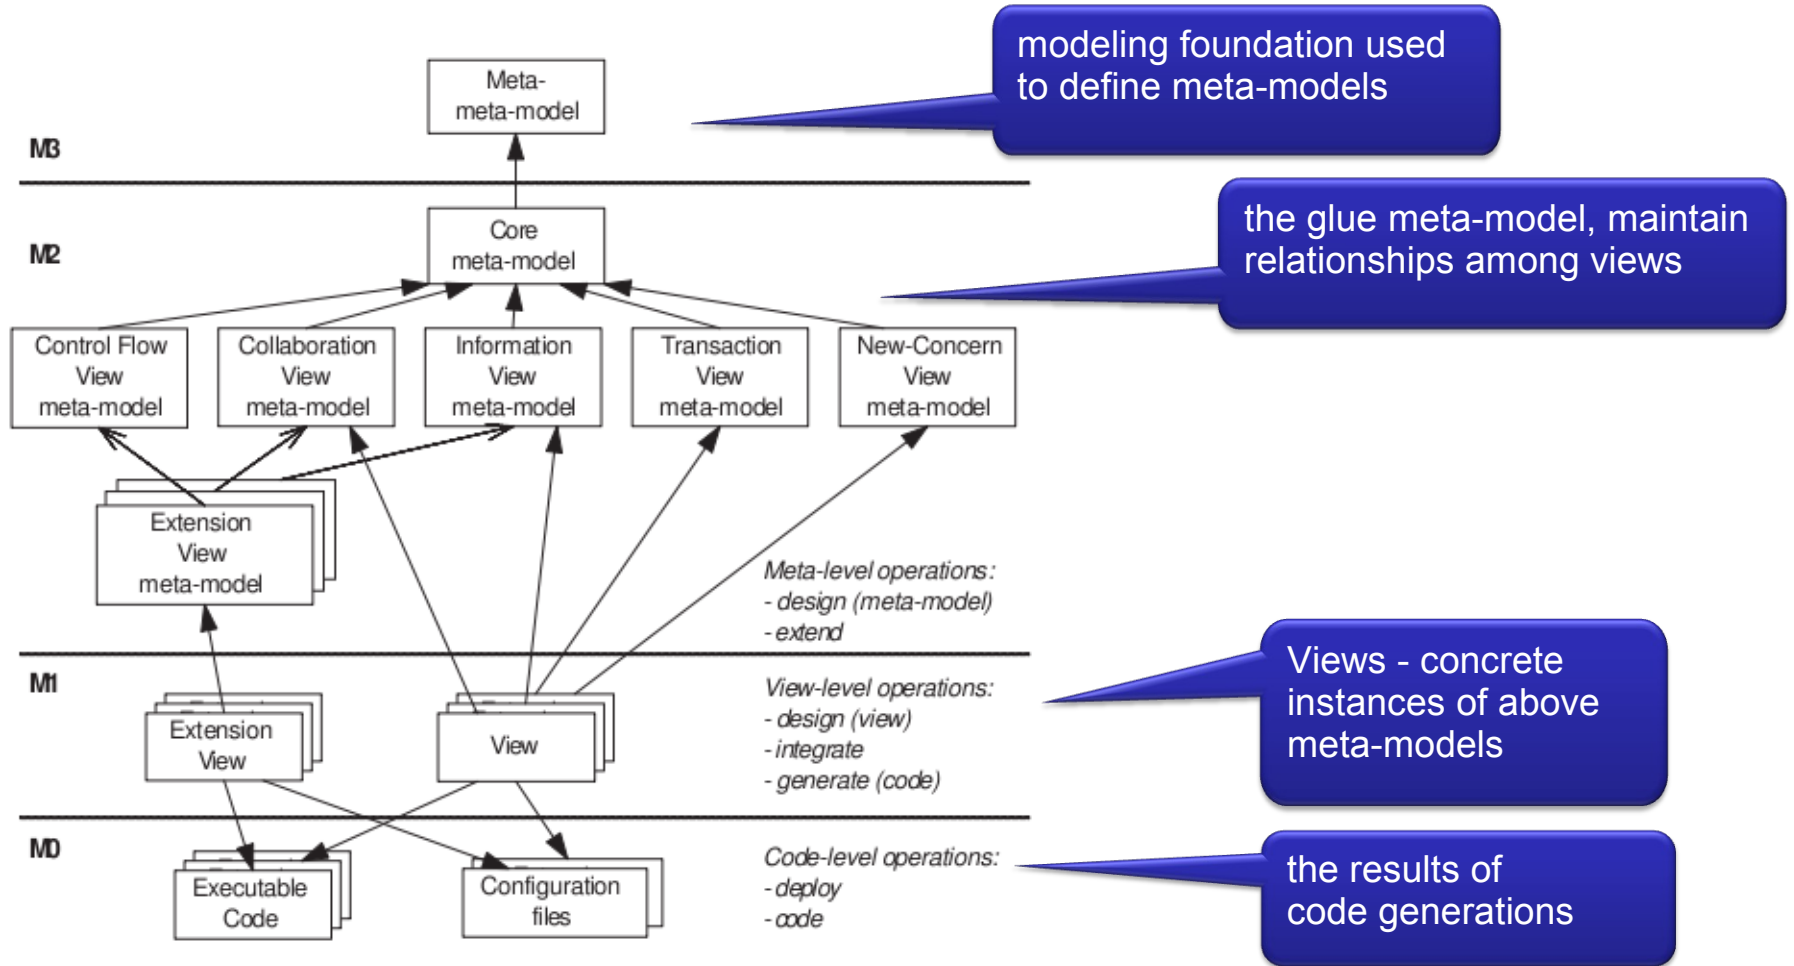 modeling foundation used
to define meta-models
Meta-
meta-model
M3
the glue meta-model, maintain
relationships among views
Core
meta-model
M2
Control Flow
View
meta-model
Collaboration
View
meta-model
Information
View
meta-model
Transaction
View
meta-model
New-Concern
View
meta-model
Extension
View
meta-model
Meta-level operations:
- design (meta-model)
- extend
M1
Extension
View
View
View-level operations:
- design (view)
- integrate
- generate (code)
Views - concrete
instances of above
meta-models
M0
Executable
Code
Configuration
files
Code-level operations:
- deploy
- code
the results of
code generations